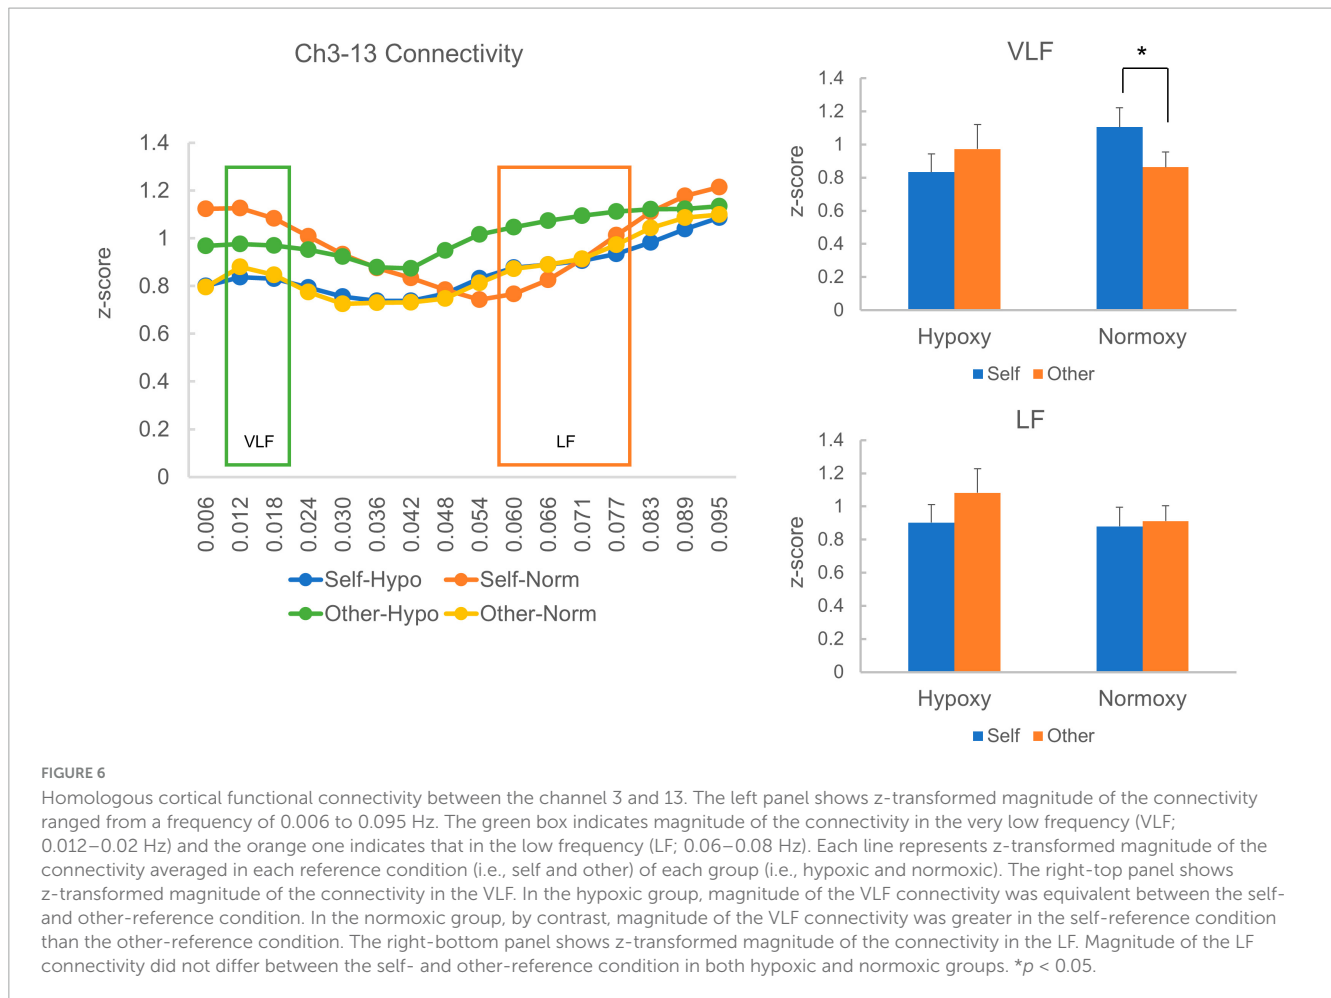 Ch3-13 Connectivity
z-score
1.4
1.2
1
0.8
0.6
0.4
0.2
0
VLF
LF
0.006
0.012
0.018
0.024
0.030
0.036
0.042
0.048
0.054
0.060
0.066
0.071
0.077
0.083
0.089
0.095
Self-Hypo Self-Norm
Other-Hypo Other-Norm
VLF
*
z-score
1.4
1.2
1
0.8
0.6
0.4
0.2
0
Hypoxy Normoxy
Self Other
LF
z-score
1.4
1.2
1
0.8
0.6
0.4
0.2
0
Hypoxy Normoxy
Self Other
FIGURE 6
Homologous cortical functional connectivity between the channel 3 and 13. The left panel shows z-transformed magnitude of the connectivity
ranged from a frequency of 0.006 to 0.095 Hz. The green box indicates magnitude of the connectivity in the very low frequency (VLF;
0.012–0.02 Hz) and the orange one indicates that in the low frequency (LF; 0.06–0.08 Hz). Each line represents z-transformed magnitude of the
connectivity averaged in each reference condition (i.e., self and other) of each group (i.e., hypoxic and normoxic). The right-top panel shows
z-transformed magnitude of the connectivity in the VLF. In the hypoxic group, magnitude of the VLF connectivity was equivalent between the self-
and other-reference condition. In the normoxic group, by contrast, magnitude of the VLF connectivity was greater in the self-reference condition
than the other-reference condition. The right-bottom panel shows z-transformed magnitude of the connectivity in the LF. Magnitude of the LF
connectivity did not differ between the self- and other-reference condition in both hypoxic and normoxic groups. *p < 0.05.